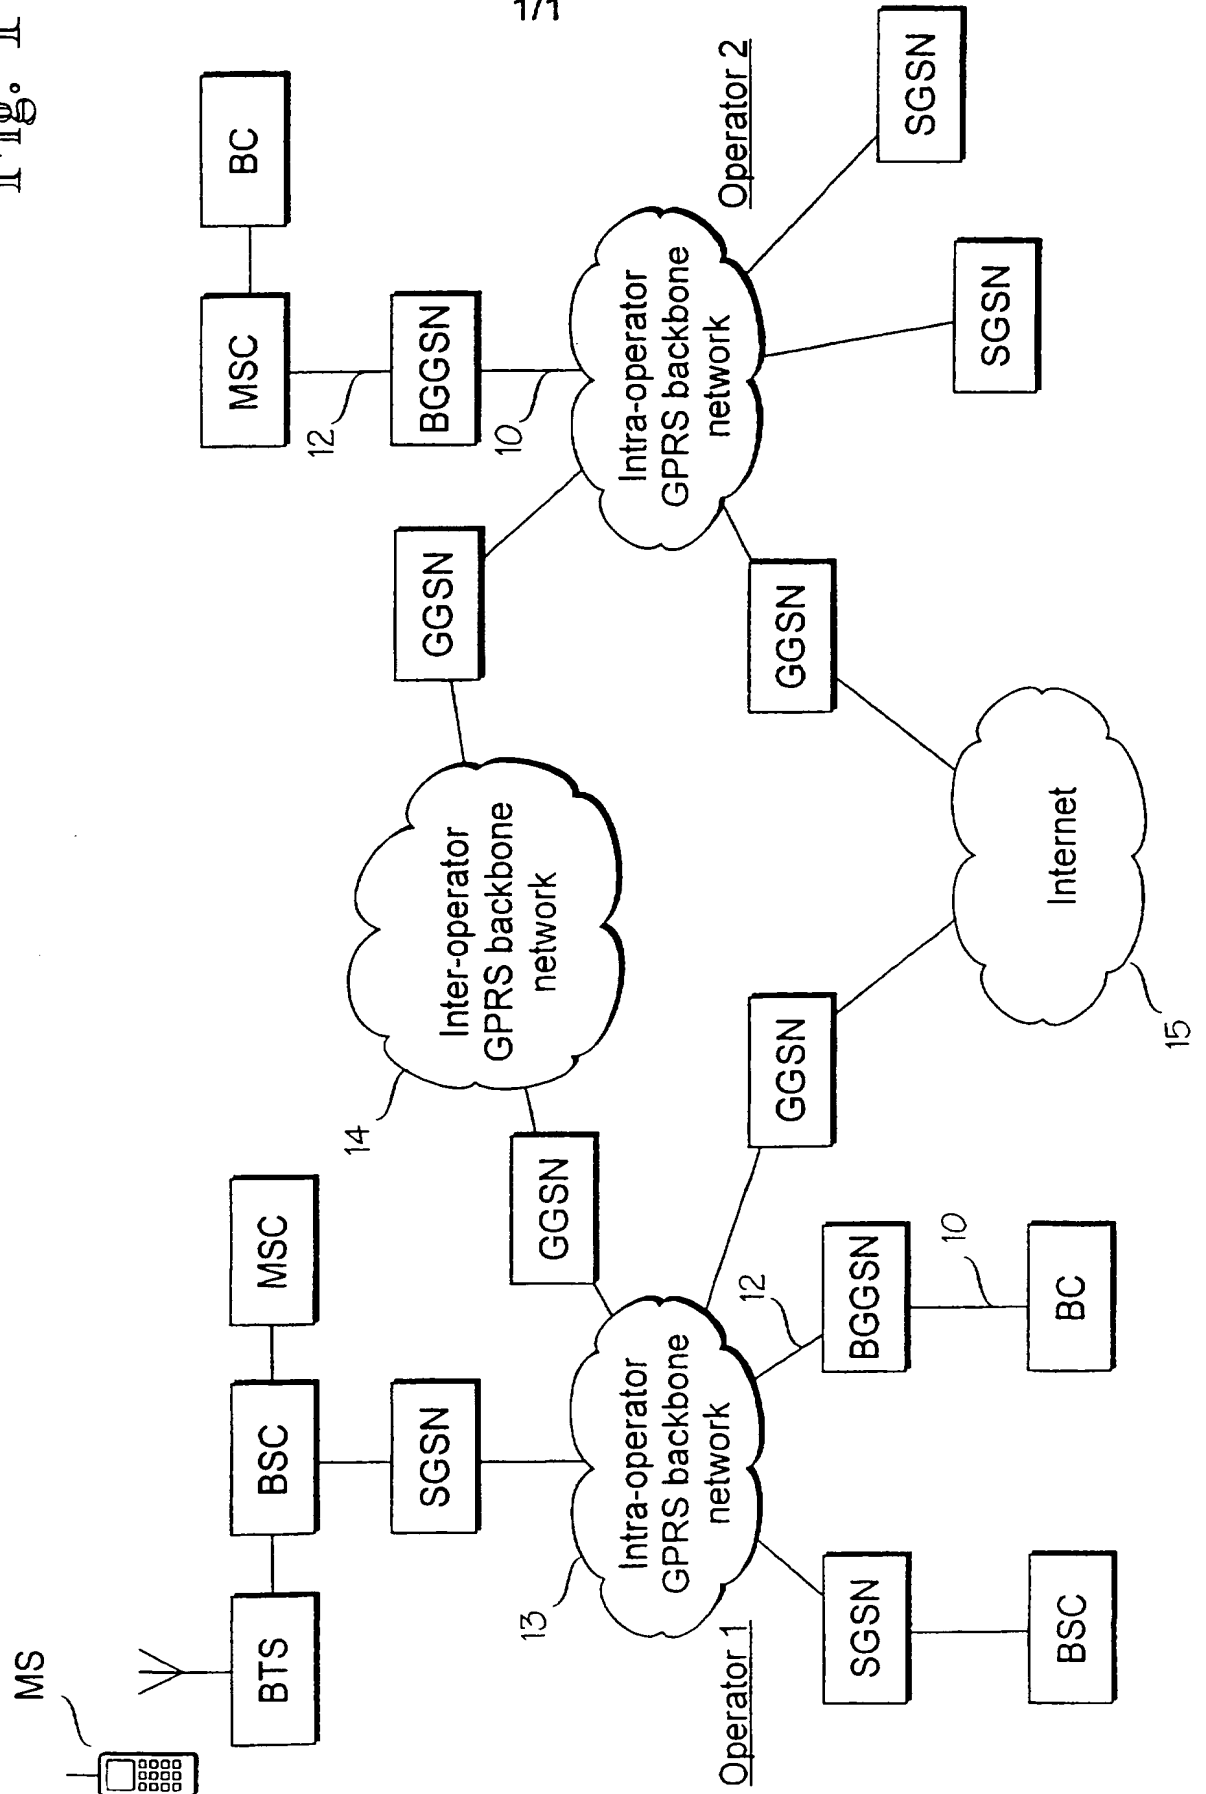 1/1
Fig. 1
MS
BTS
BSC
MSC
SGSN
13
Intra-operator
GPRS backbone
network
Operator 1
SGSN
BSC
12
BGGSN
10
BC
GGSN
14
Inter-operator
GPRS backbone
network
GGSN
GGSN
15
Internet
GGSN
MSC
BC
12
BGGSN
10
Intra-operator
GPRS backbone
network
Operator 2
SGSN
SGSN